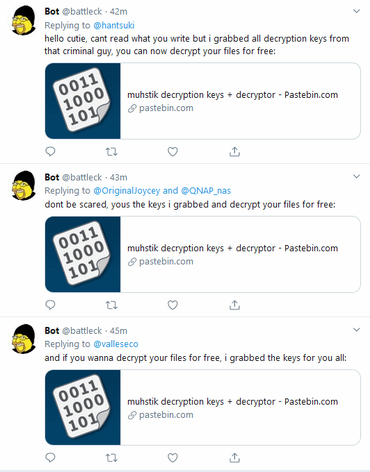 Bot @battleck · 42m
Replying to @hantsuki
hello cutie, cant read what you write but i grabbed all decryption keys from
that criminal guy, you can now decrypt your files for free:
0011
1000
101
muhstik decryption keys + decryptor - Pastebin.com
pastebin.com
Bot @battleck · 43m
Replying to @OriginalJoycey and @QNAP_nas
dont be scared, yous the keys i grabbed and decrypt your files for free:
0011
1000
101
muhstik decryption keys + decryptor - Pastebin.com
pastebin.com
Bot @battleck · 45m
Replying to @valleseco
and if you wanna decrypt your files for free, i grabbed the keys for you all:
0011
1000
101
muhstik decryption keys + decryptor - Pastebin.com
pastebin.com